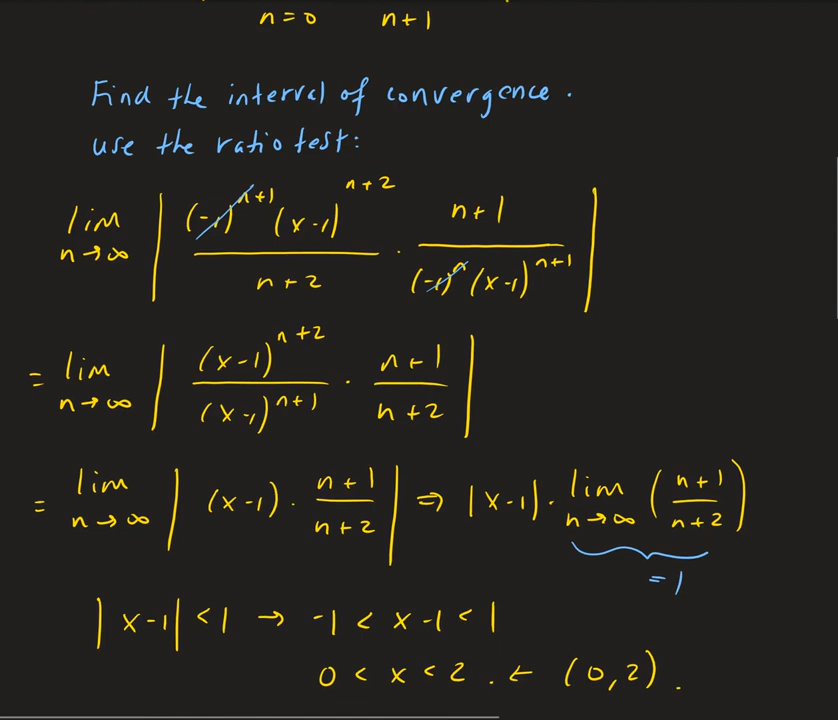 n = 0 n + 1
Find the interval of convergence.
use the ratio test:
lim n→∞ | (-1)^(n+1) (x-1)^(n+2) / (n+2) · (n+1) / ((-1)^n (x-1)^(n+1)) |
= lim n→∞ | (x-1)^(n+2) / (x-1)^(n+1) · (n+1) / (n+2) |
= lim n→∞ | (x-1) · (n+1) / (n+2) | ⇒ |x-1| · lim n→∞ ( (n+1) / (n+2) )
= 1
|x-1| < 1 → -1 < x-1 < 1
0 < x < 2 . ← (0,2).